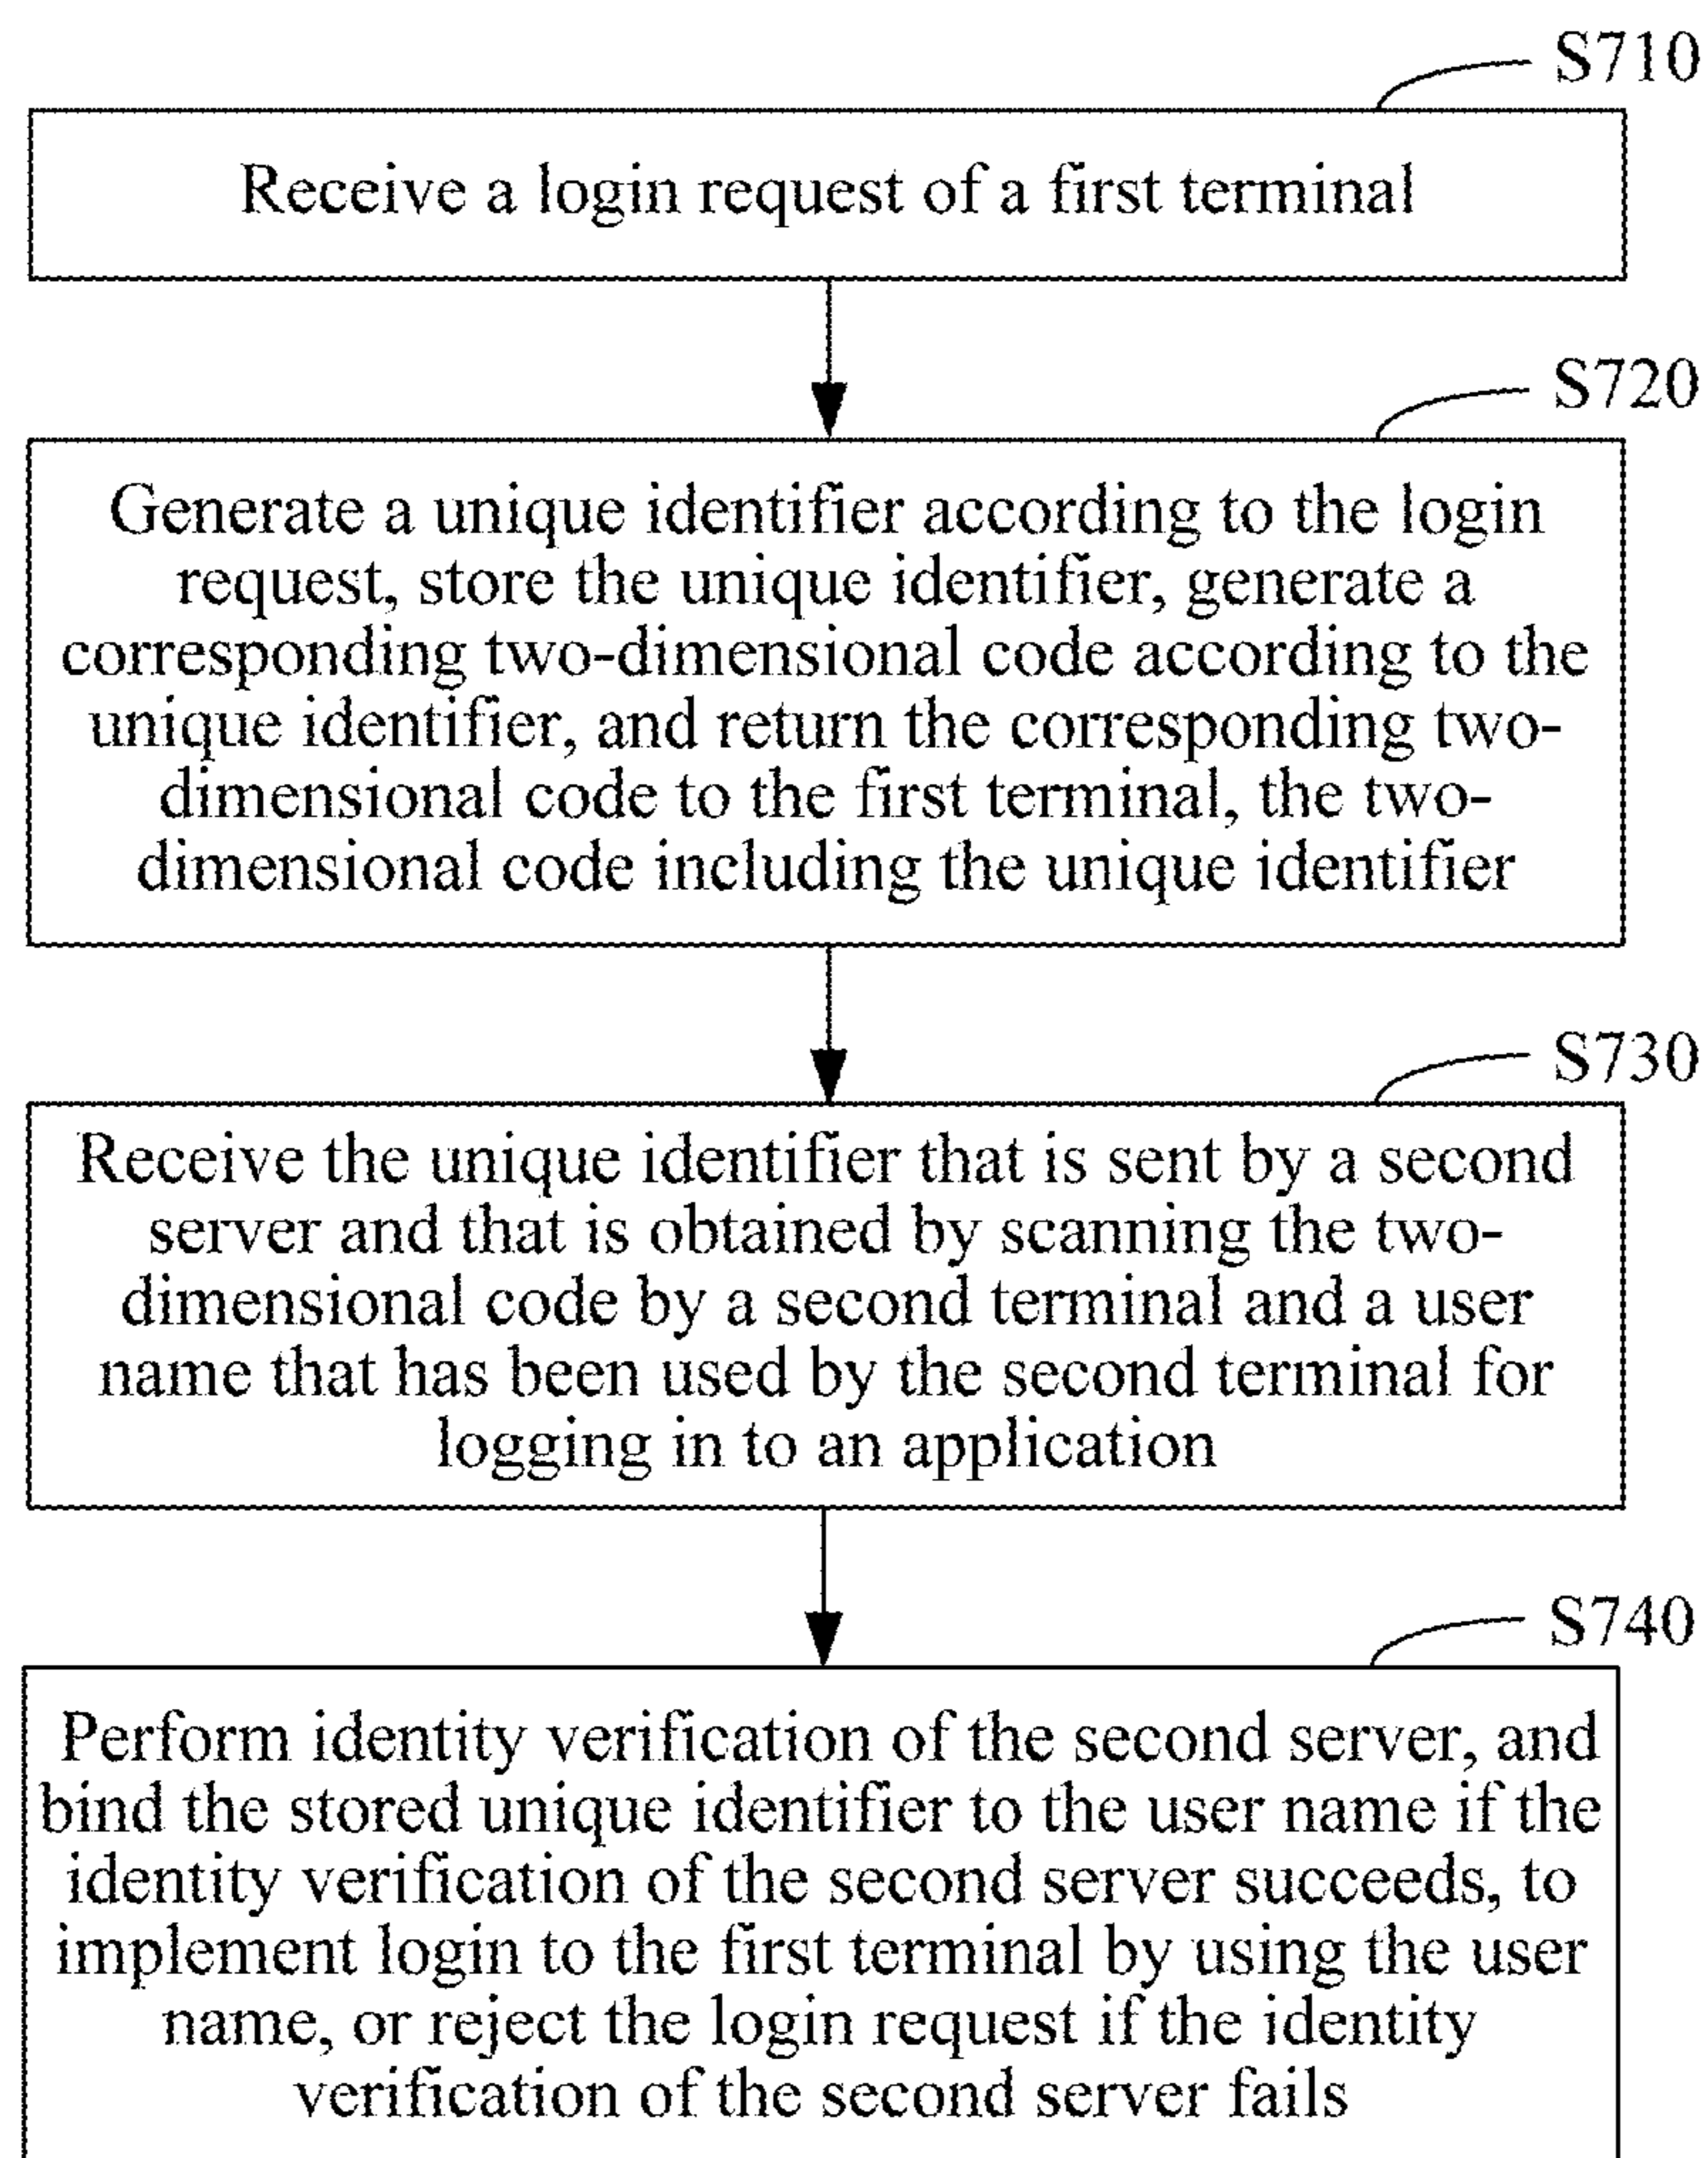 S710
Receive a login request of a first terminal
S720
Generate a unique identifier according to the login
request, store the unique identifier, generate a
corresponding two-dimensional code according to the
unique identifier, and return the corresponding two-
dimensional code to the first terminal, the two-
dimensional code including the unique identifier
S730
Receive the unique identifier that is sent by a second
server and that is obtained by scanning the two-
dimensional code by a second terminal and a user
name that has been used by the second terminal for
logging in to an application
S740
Perform identity verification of the second server, and
bind the stored unique identifier to the user name if the
identity verification of the second server succeeds, to
implement login to the first terminal by using the user
name, or reject the login request if the identity
verification of the second server fails